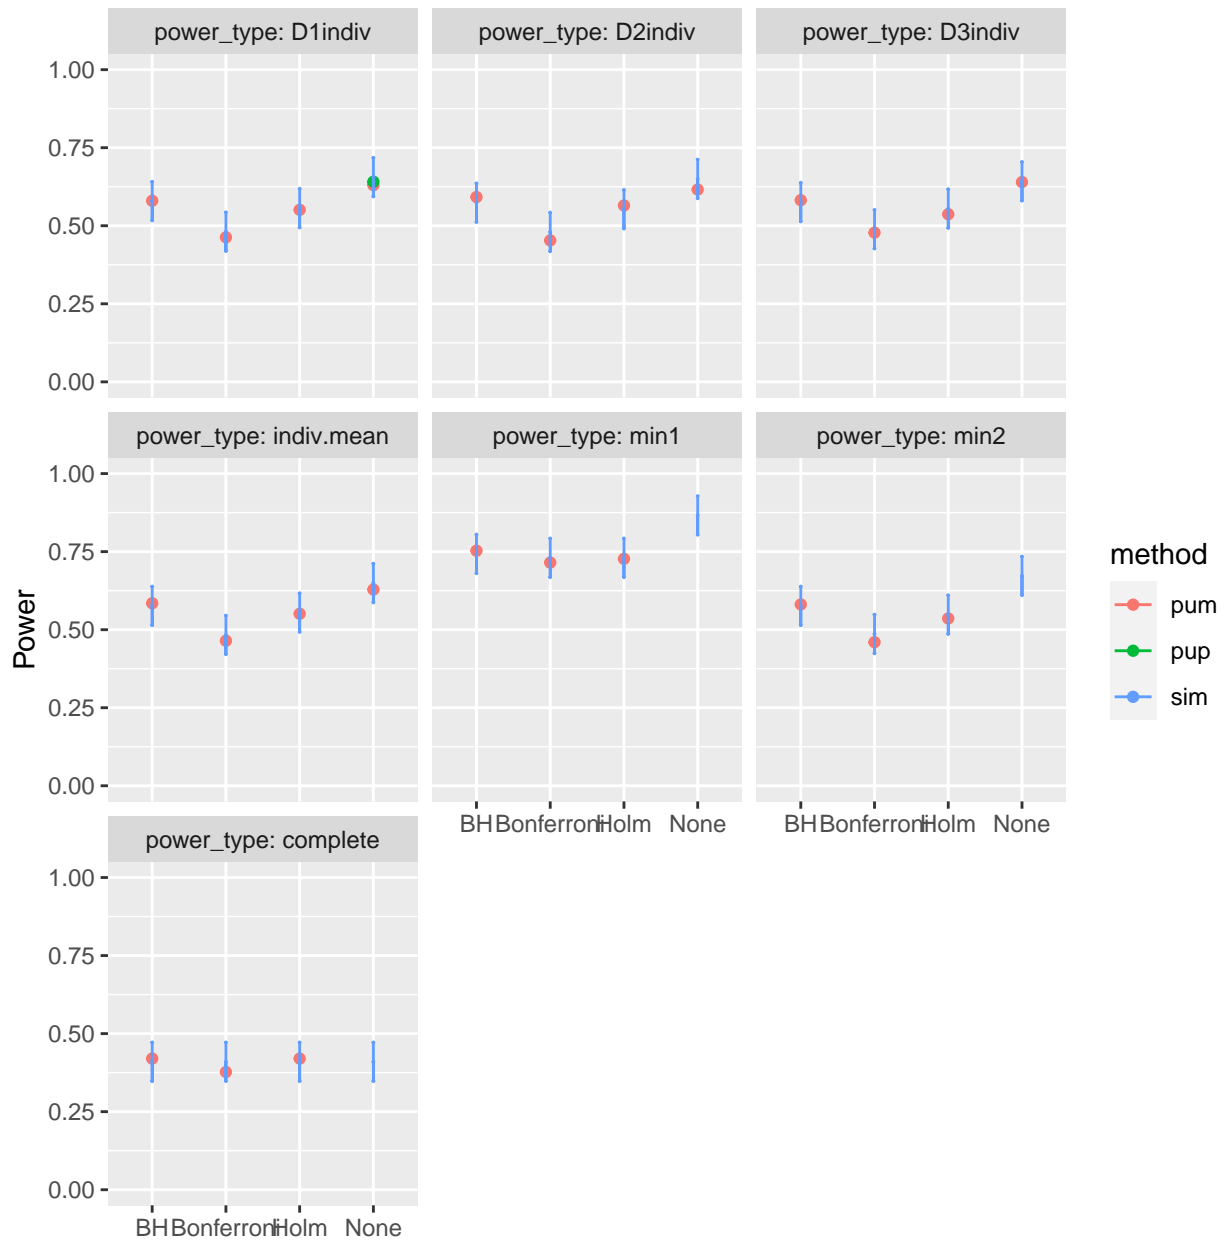 power_type: D1indiv
power_type: D2indiv
power_type: D3indiv
1.00
0.75
0.50
0.25
0.00
power_type: indiv.mean
power_type: min1
power_type: min2
1.00
0.75
0.50
0.25
0.00
Power
BH Bonferroni Holm None
BH Bonferroni Holm None
method
pum
pup
sim
power_type: complete
1.00
0.75
0.50
0.25
0.00
BH Bonferroni Holm None